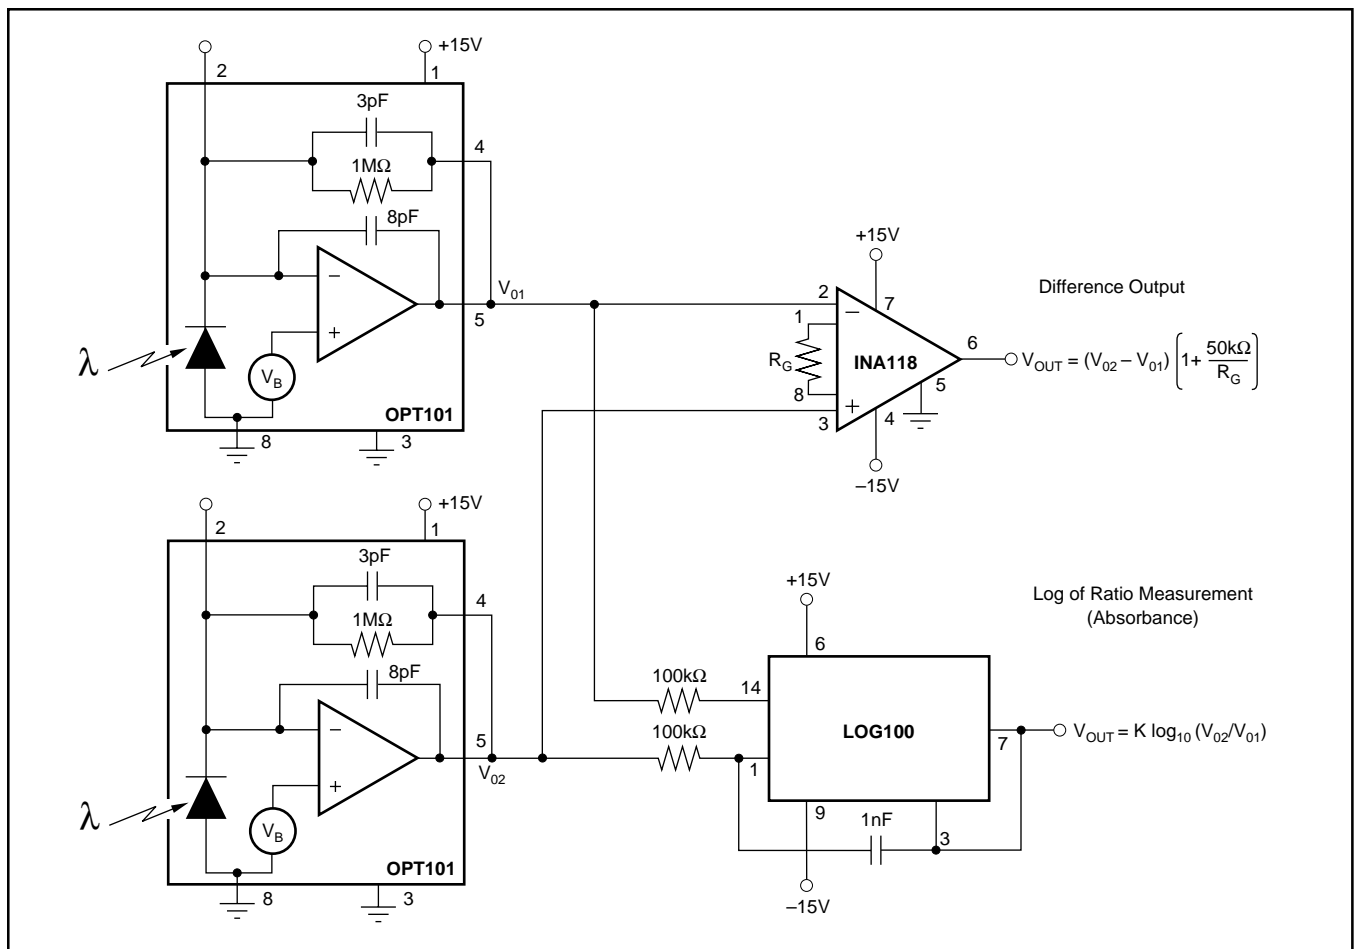 2
+15V
1
3pF
4
1MΩ
8pF
−
+
V01
5
λ
VB
OPT101
8
3
+15V
7
2
−
1
RG
INA118
8
+
3
4
5
6
−15V
Difference Output
VOUT = (V02 – V01) [1+ 50kΩ/RG]
2
+15V
1
3pF
4
1MΩ
8pF
−
+
5
V02
λ
VB
OPT101
8
3
+15V
6
100kΩ
14
100kΩ
1
LOG100
7
9
3
1nF
–15V
Log of Ratio Measurement
(Absorbance)
VOUT = K log10 (V02/V01)